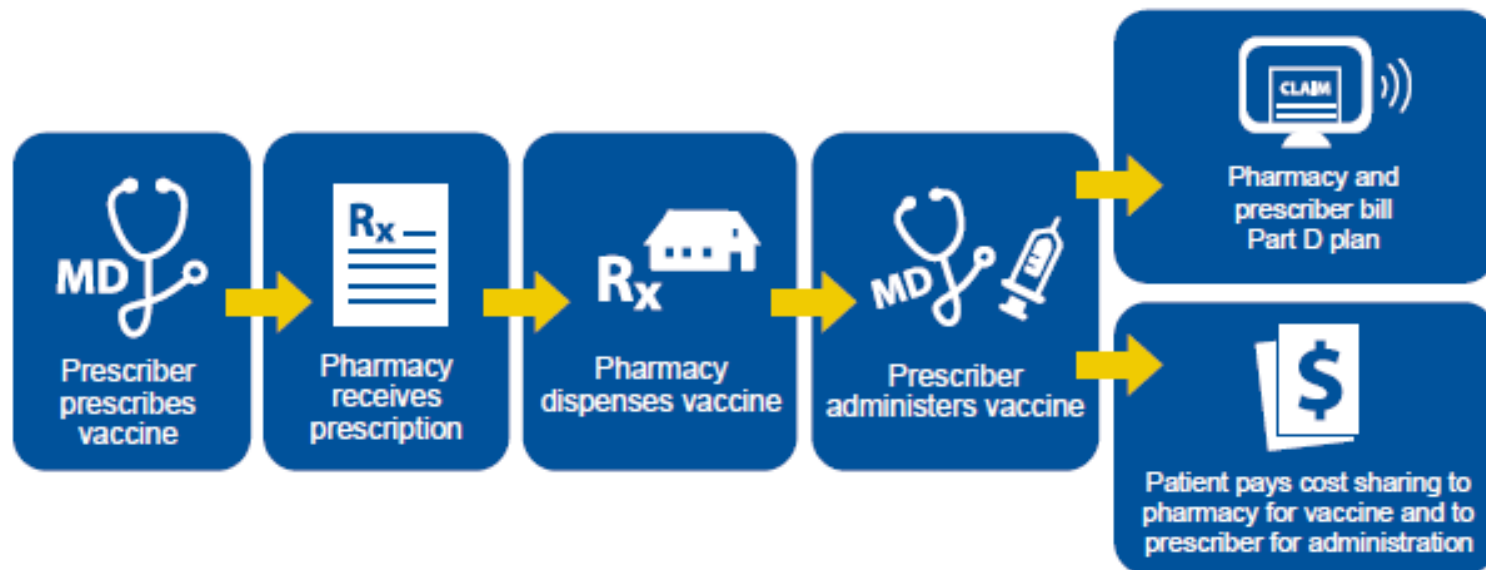 MD
Prescriber
prescribes
vaccine
Rx
Pharmacy
receives
prescription
Rx
Pharmacy
dispenses vaccine
MD
Prescriber
administers vaccine
CLAIM
Pharmacy and
prescriber bill
Part D plan
$
Patient pays cost sharing to
pharmacy for vaccine and to
prescriber for administration